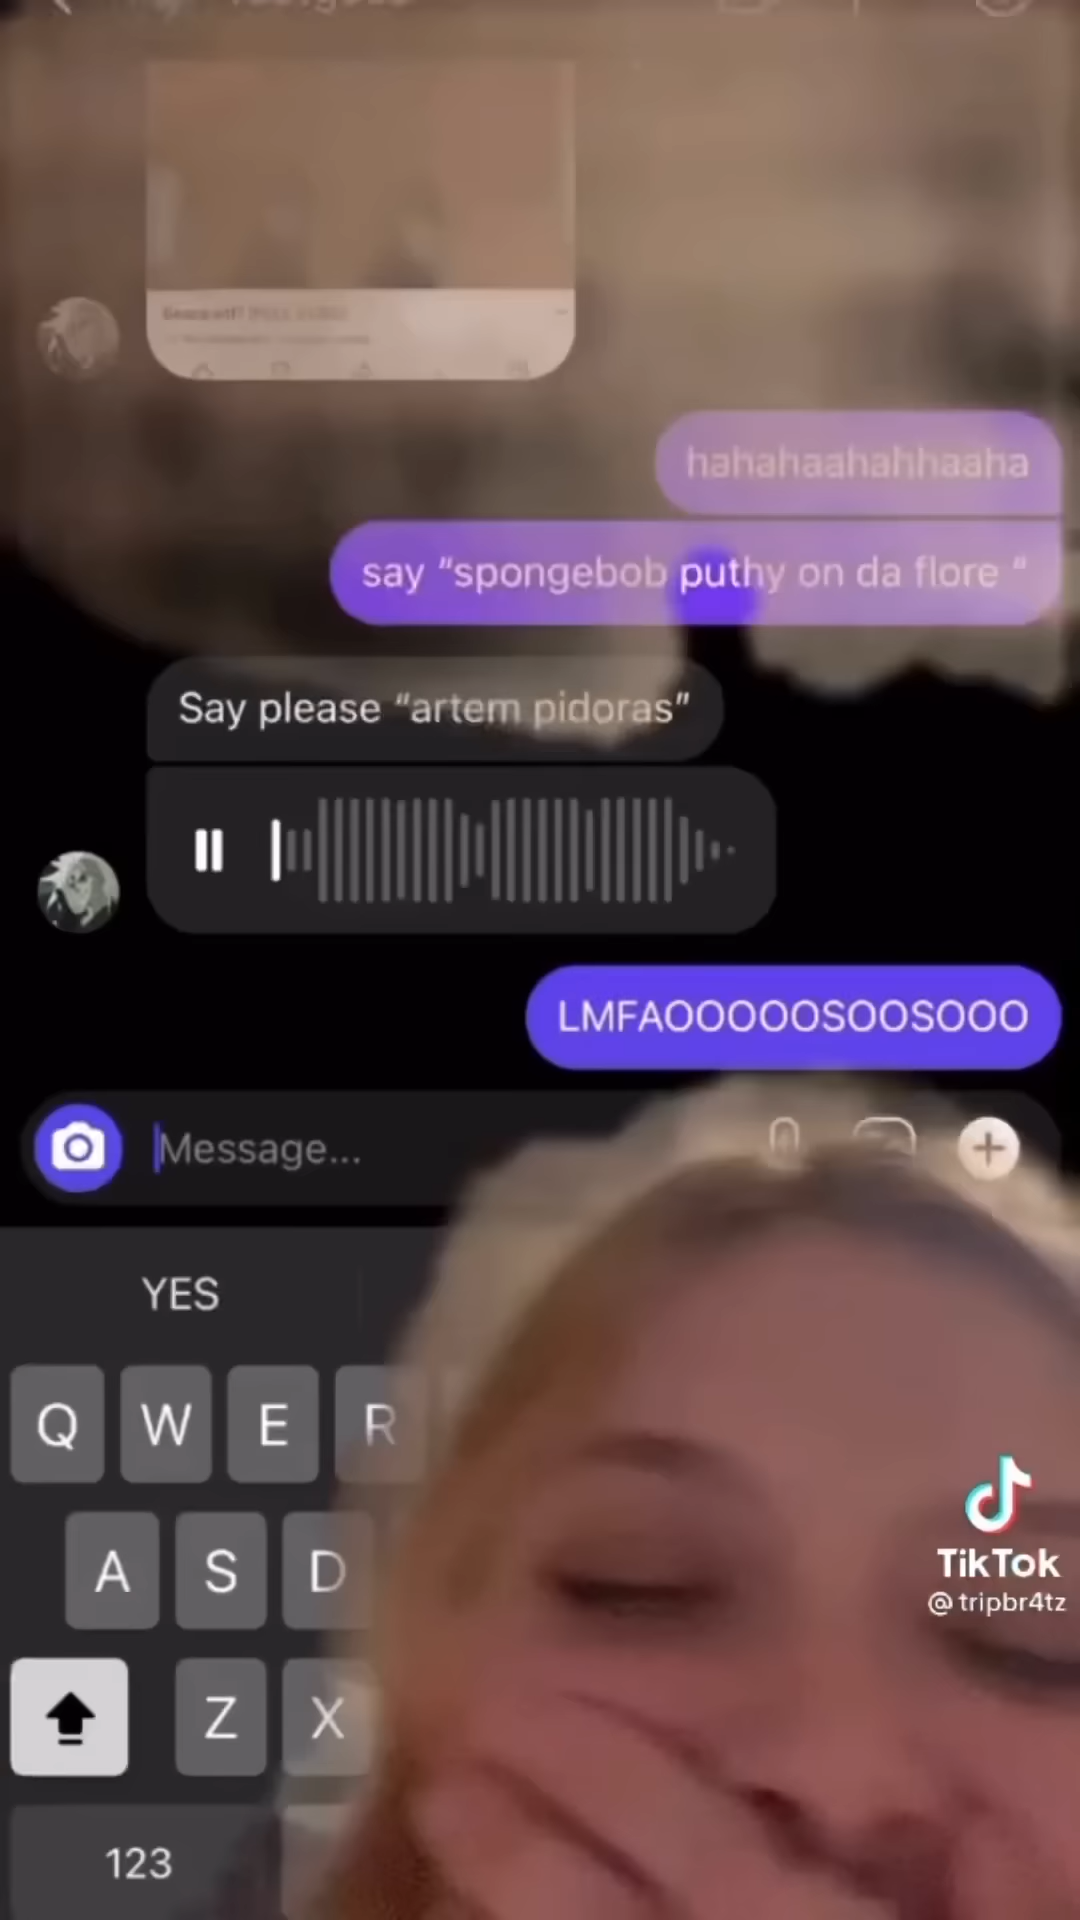 hahahaahahhaaha
say “spongebob puthy on da flore “
Say please “artem pidoras”
LMFAOOOOOSOOSOOO
Message...
YES
Q W E R
A S D
Z X
123
TikTok
@tripbr4tz